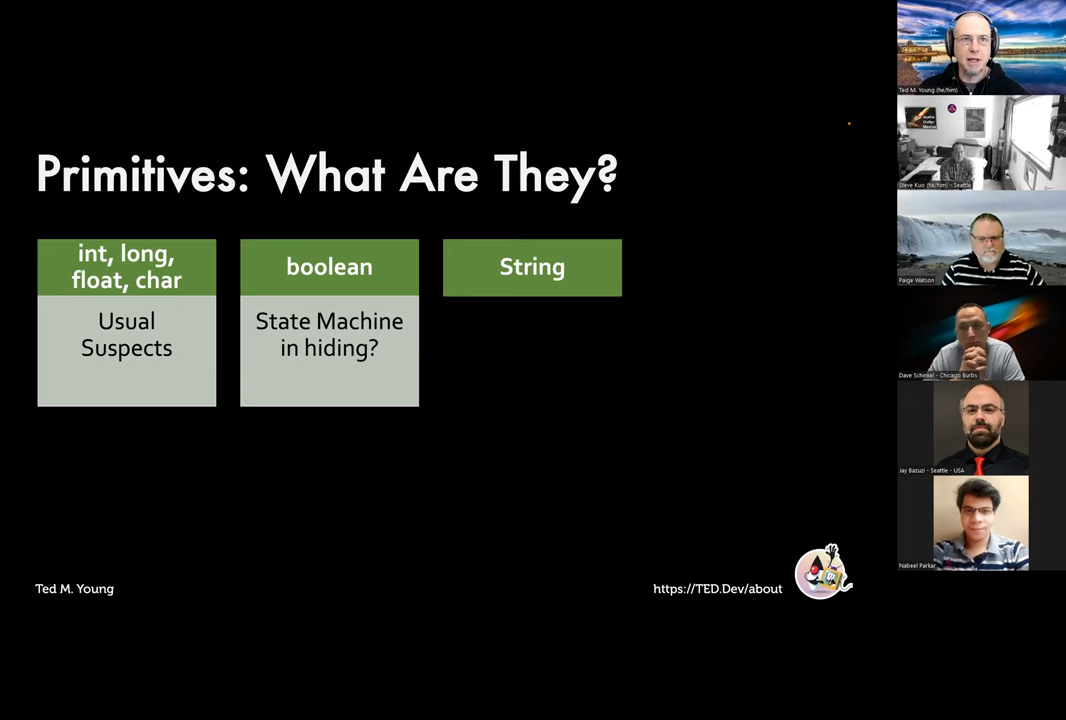 Primitives: What Are They?
int, long,
float, char
boolean
String
Usual
Suspects
State Machine
in hiding?
Ted M. Young
https://TED.Dev/about
Ted M. Young (he/him)
Steve Kuo (he/him) - Seattle
Paige Watson
Dave Schinkel - Chicago Burbs
Jay Bazuzi - Seattle - USA
Nabeel Parkar